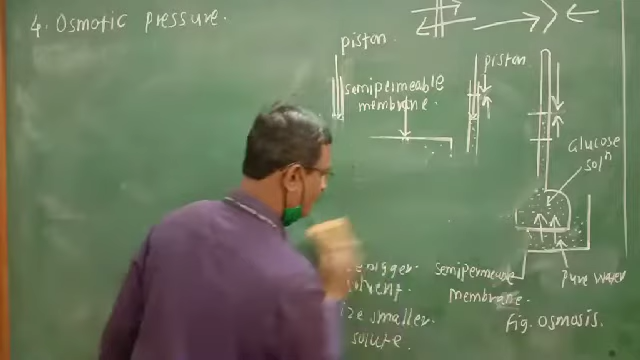 4. Osmotic pressure.
piston.
semipermeable
membrane.
piston
Glucose
solⁿ
bigger
solvent.
smaller.
solute.
semipermeable
membrane.
pure water
fig. osmosis.